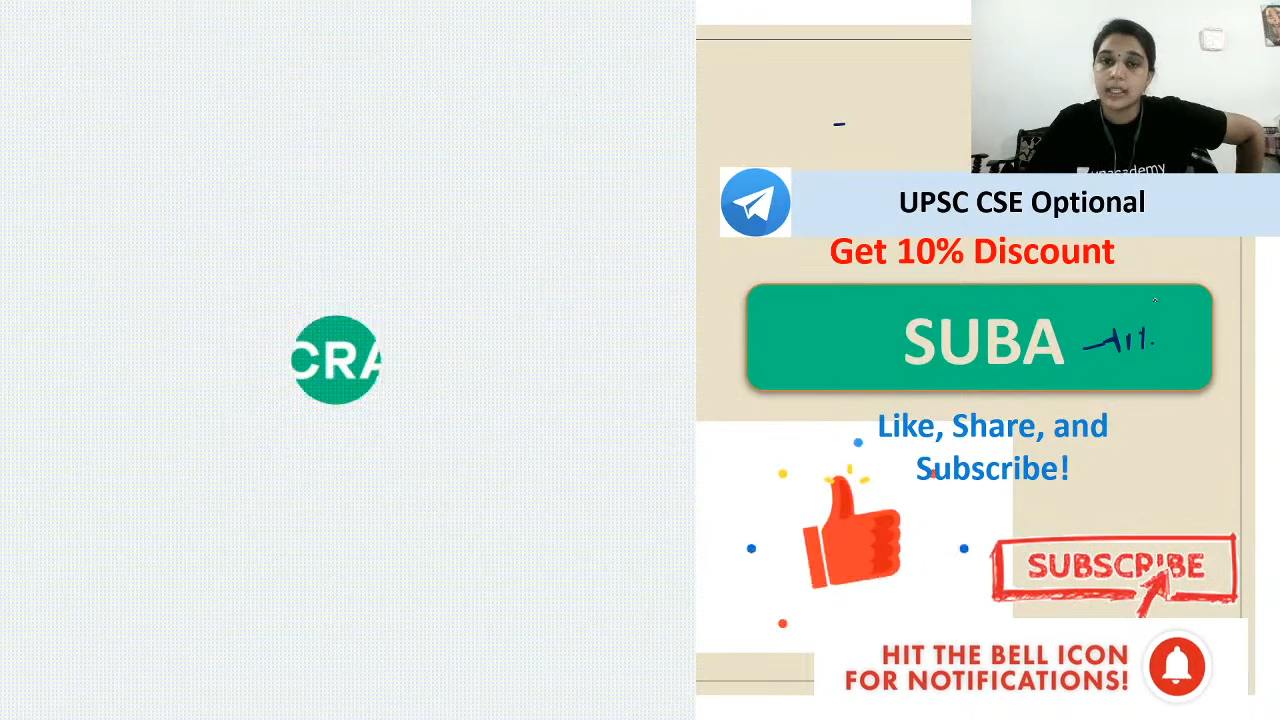 CRA
unacademy
UPSC CSE Optional
Get 10% Discount
SUBA
Like, Share, and
Subscribe!
SUBSCRIBE
HIT THE BELL ICON
FOR NOTIFICATIONS!